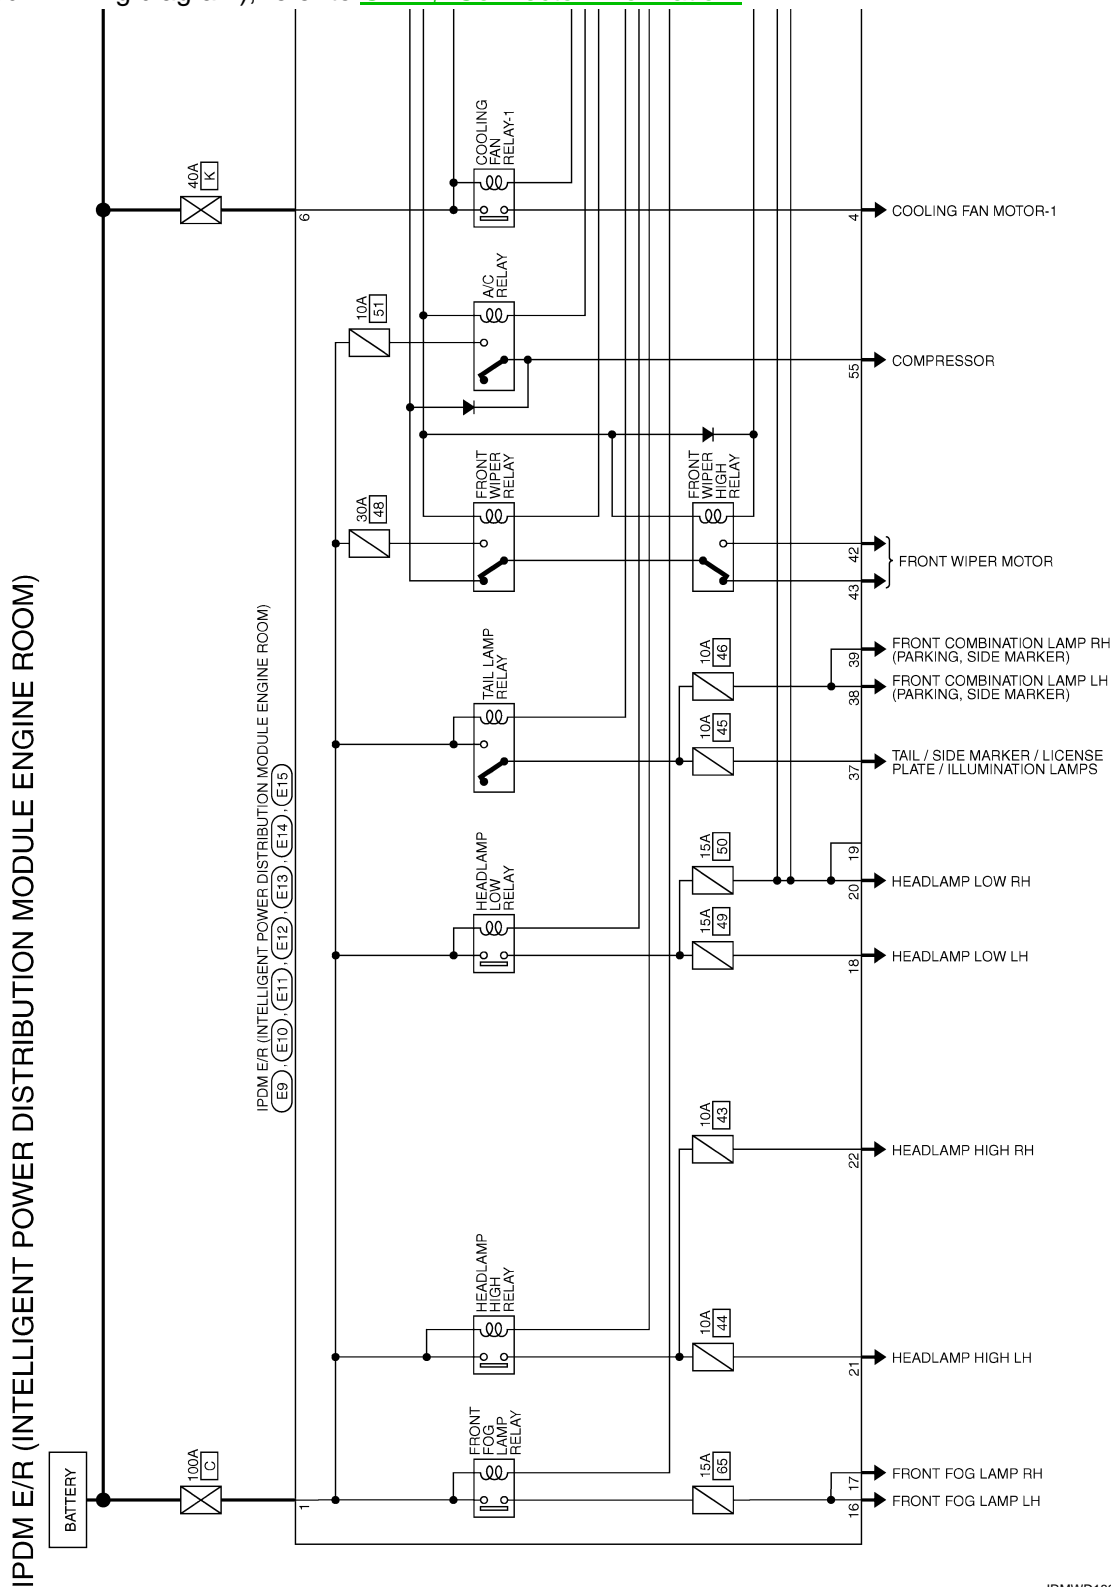 IPDM E/R (INTELLIGENT POWER DISTRIBUTION MODULE ENGINE ROOM)
BATTERY
40A
K
6
COOLING
FAN
RELAY-1
4
COOLING FAN MOTOR-1
10A
51
A/C
RELAY
55
COMPRESSOR
30A
48
FRONT
WIPER
RELAY
FRONT
WIPER
HIGH
RELAY
42
43
FRONT WIPER MOTOR
IPDM E/R (INTELLIGENT POWER DISTRIBUTION MODULE ENGINE ROOM)
E9 , E10 , E11 , E12 , E13 , E14 , E15
TAIL LAMP
RELAY
10A
46
39
FRONT COMBINATION LAMP RH
(PARKING, SIDE MARKER)
38
FRONT COMBINATION LAMP LH
(PARKING, SIDE MARKER)
10A
45
37
TAIL / SIDE MARKER / LICENSE
PLATE / ILLUMINATION LAMPS
HEADLAMP
LOW
RELAY
15A
50
19
20
HEADLAMP LOW RH
15A
49
18
HEADLAMP LOW LH
10A
43
22
HEADLAMP HIGH RH
HEADLAMP
HIGH
RELAY
10A
44
21
HEADLAMP HIGH LH
100A
C
1
FRONT
FOG
LAMP
RELAY
15A
65
17
FRONT FOG LAMP RH
16
FRONT FOG LAMP LH